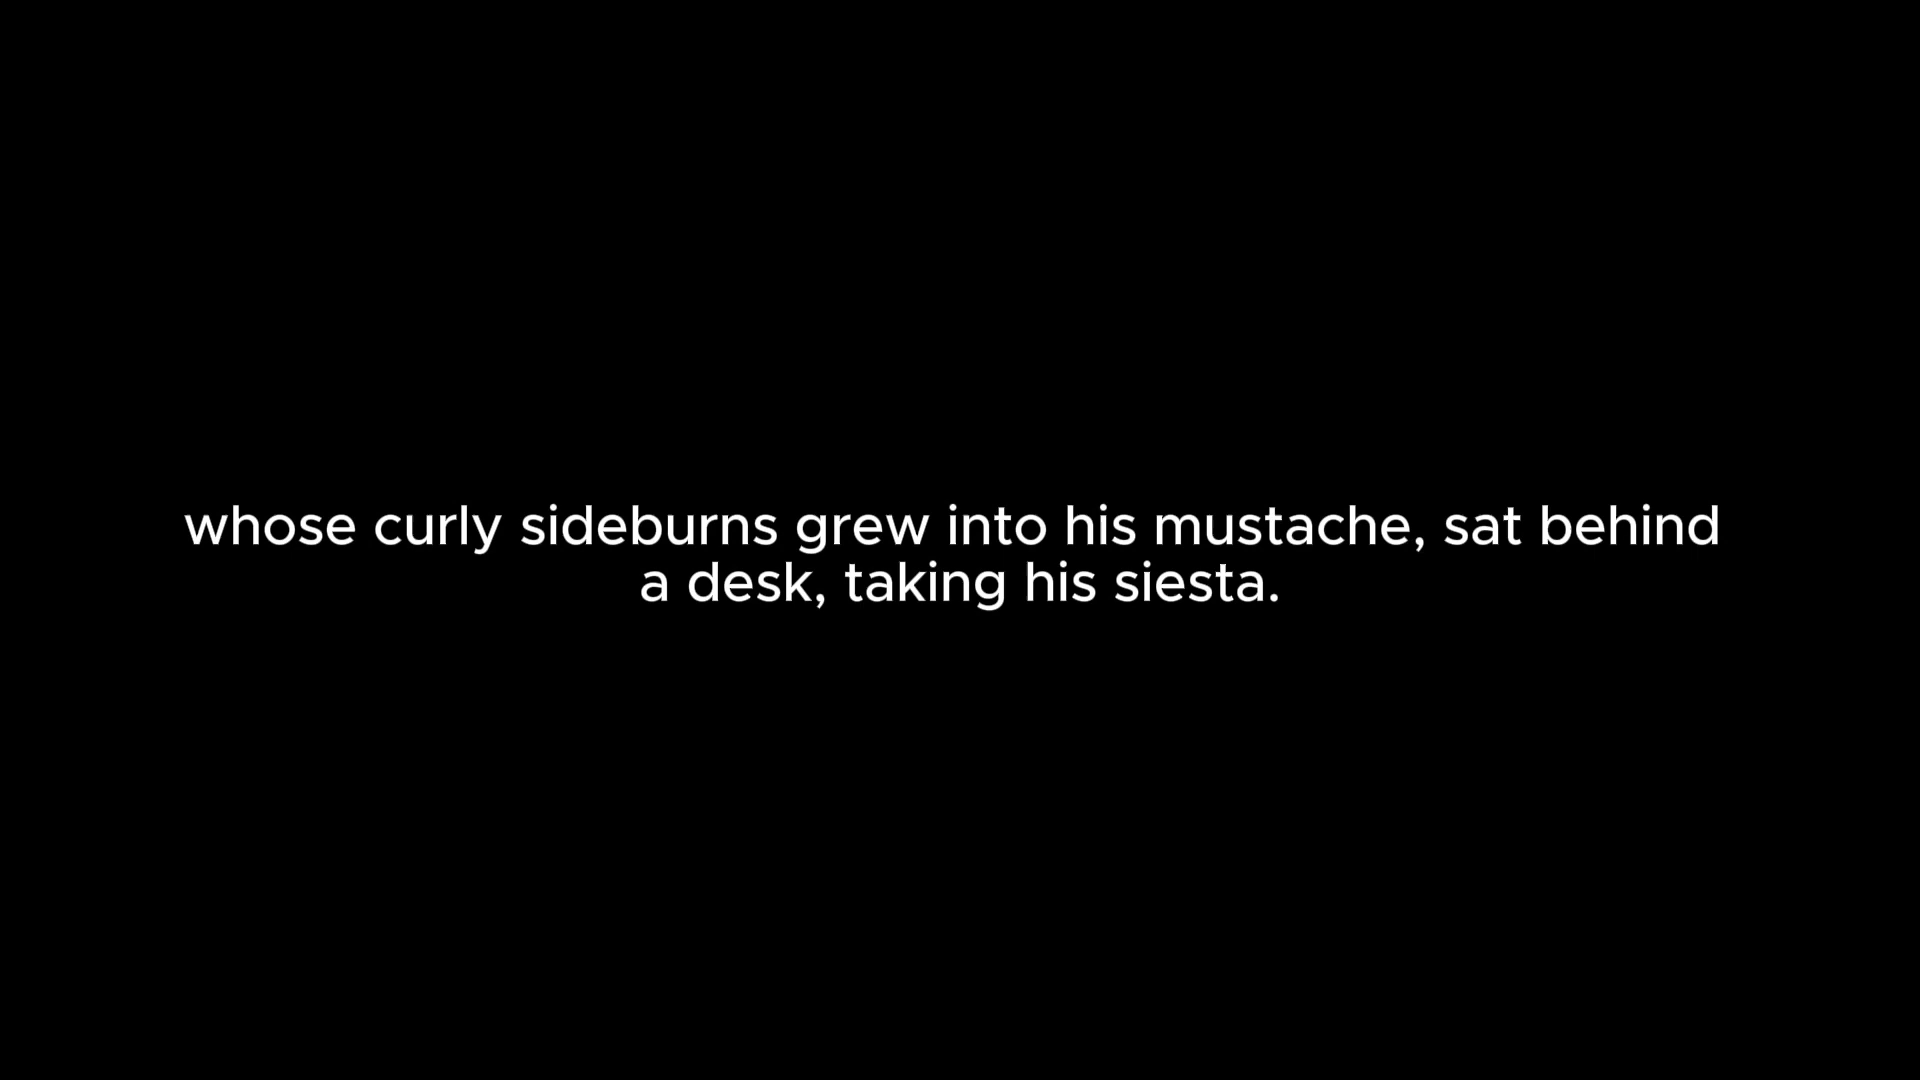 whose curly sideburns grew into his mustache, sat behind
a desk, taking his siesta.